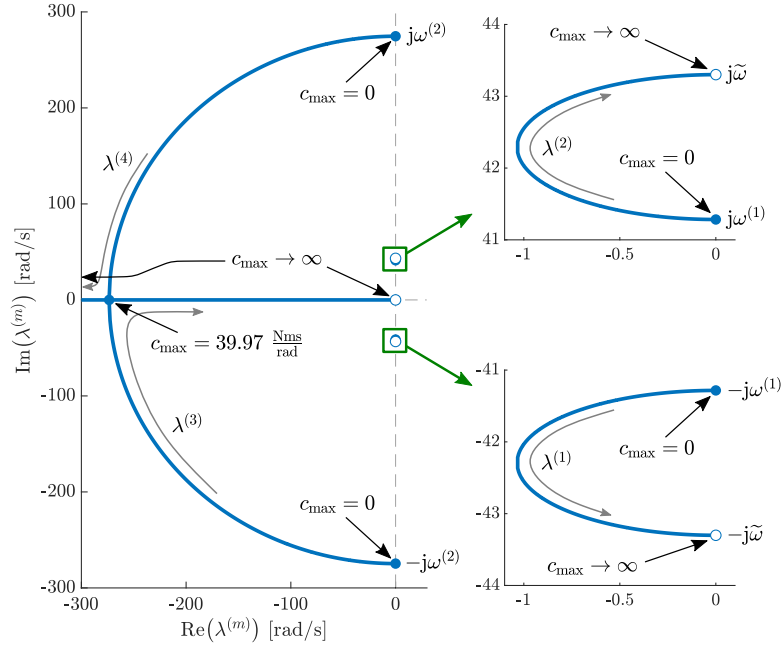 300
200
100
0
-100
-200
-300
-300
-200
-100
0
Re(λ^(m)) [rad/s]
Im(λ^(m)) [rad/s]
jω^(2)
c_max = 0
λ^(4)
c_max → ∞
c_max = 39.97 Nms/rad
λ^(3)
c_max = 0
−jω^(2)
44
43
42
41
-1
-0.5
0
c_max → ∞
jω̃
λ^(2)
c_max = 0
jω^(1)
-41
-42
-43
-44
-1
-0.5
0
−jω^(1)
c_max = 0
λ^(1)
−jω̃
c_max → ∞